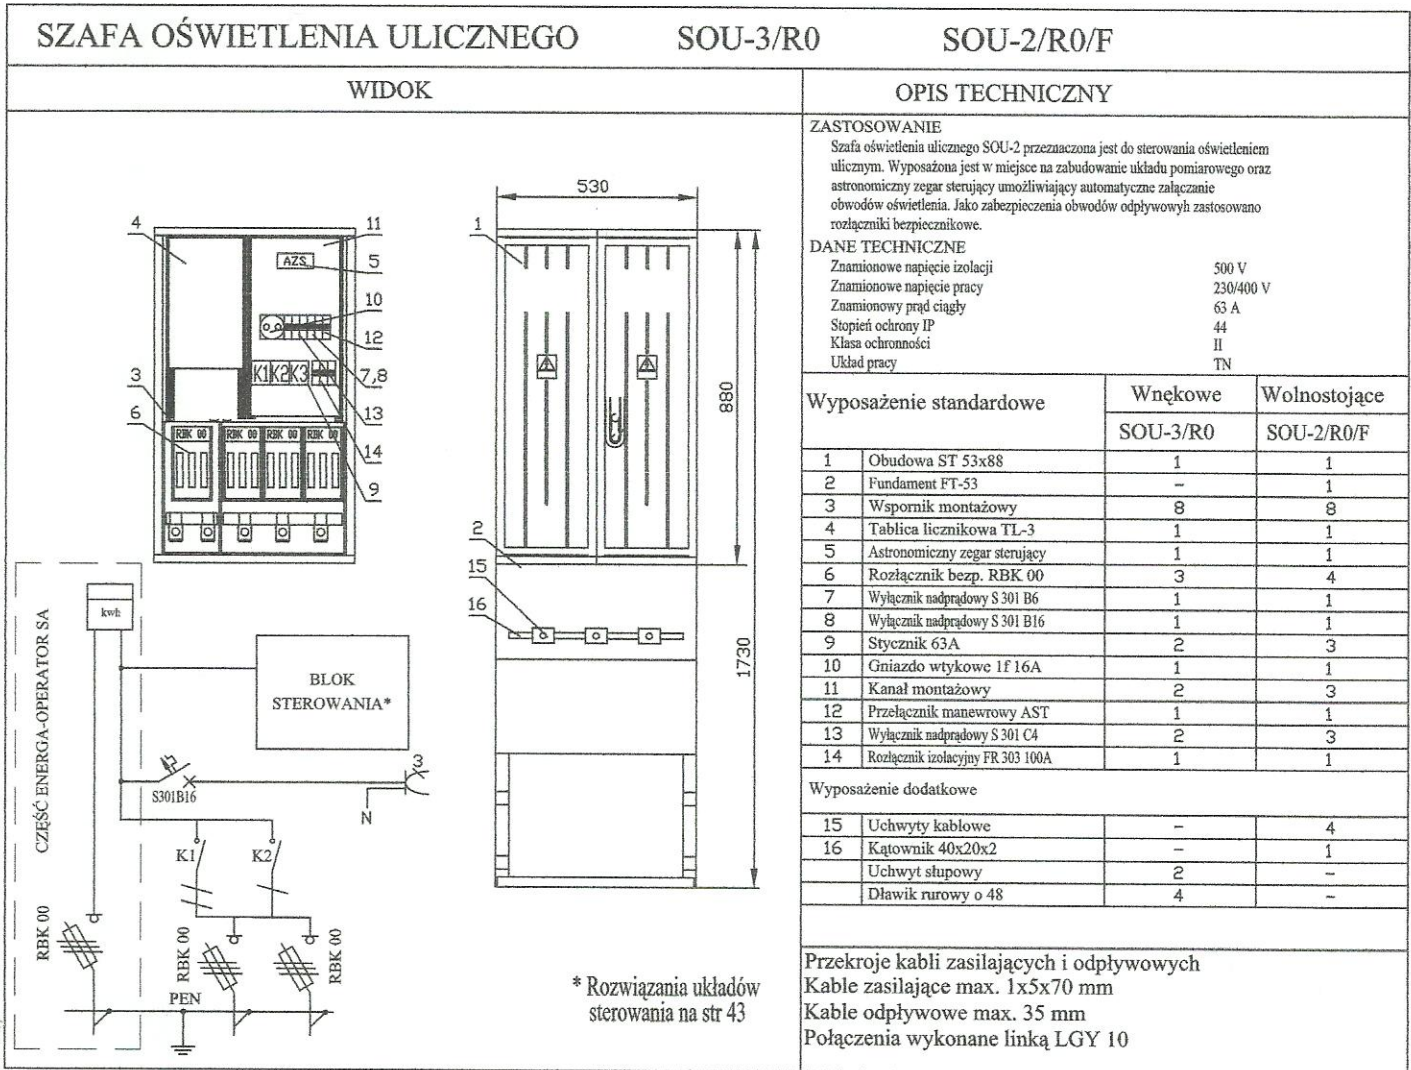 SZAFA OŚWIETLENIA ULICZNEGO SOU-3/R0 SOU-2/R0/F
WIDOK
OPIS TECHNICZNY
ZASTOSOWANIE
Szafa oświetlenia ulicznego SOU-2 przeznaczona jest do sterowania oświetleniem
ulicznym. Wyposażona jest w miejsce na zabudowanie układu pomiarowego oraz
astronomiczny zegar sterujący umożliwiający automatyczne załączanie
obwodów oświetlenia. Jako zabezpieczenia obwodów odpływowyh zastosowano
rozłączniki bezpiecznikowe.
DANE TECHNICZNE
Znamionowe napięcie izolacji 500 V
Znamionowe napięcie pracy 230/400 V
Znamionowy prąd ciągły 63 A
Stopień ochrony IP 44
Klasa ochronności II
Układ pracy TN
Wyposażenie standardowe Wnękowe Wolnostojące
SOU-3/R0 SOU-2/R0/F
1 Obudowa ST 53x88 1 1
2 Fundament FT-53 - 1
3 Wspornik montażowy 8 8
4 Tablica licznikowa TL-3 1 1
5 Astronomiczny zegar sterujący 1 1
6 Rozłącznik bezp. RBK 00 3 4
7 Wyłącznik nadprądowy S 301 B6 1 1
8 Wyłącznik nadprądowy S 301 B16 1 1
9 Stycznik 63A 2 3
10 Gniazdo wtykowe 1f 16A 1 1
11 Kanał montażowy 2 3
12 Przełącznik manewrowy AST 1 1
13 Wyłącznik nadprądowy S 301 C4 2 3
14 Rozłącznik izolacyjny FR 303 100A 1 1
Wyposażenie dodatkowe
15 Uchwyty kablowe - 4
16 Kątownik 40x20x2 - 1
Uchwyt słupowy 2 -
Dławik rurowy o 48 4 -
Przekroje kabli zasilających i odpływowych
Kable zasilające max. 1x5x70 mm
Kable odpływowe max. 35 mm
Połączenia wykonane linką LGY 10
4
11
AZS
5
10
12
K1 K2 K3
7,8
3
13
6
RBK 00 RBK 00 RBK 00 RBK 00
14
9
530
1
880
2
15
16
1730
CZĘŚĆ ENERGA-OPERATOR SA
kwh
BLOK
STEROWANIA*
S301B16
3
N
K1
K2
RBK 00
RBK 00
RBK 00
PEN
* Rozwiązania układów
sterowania na str 43